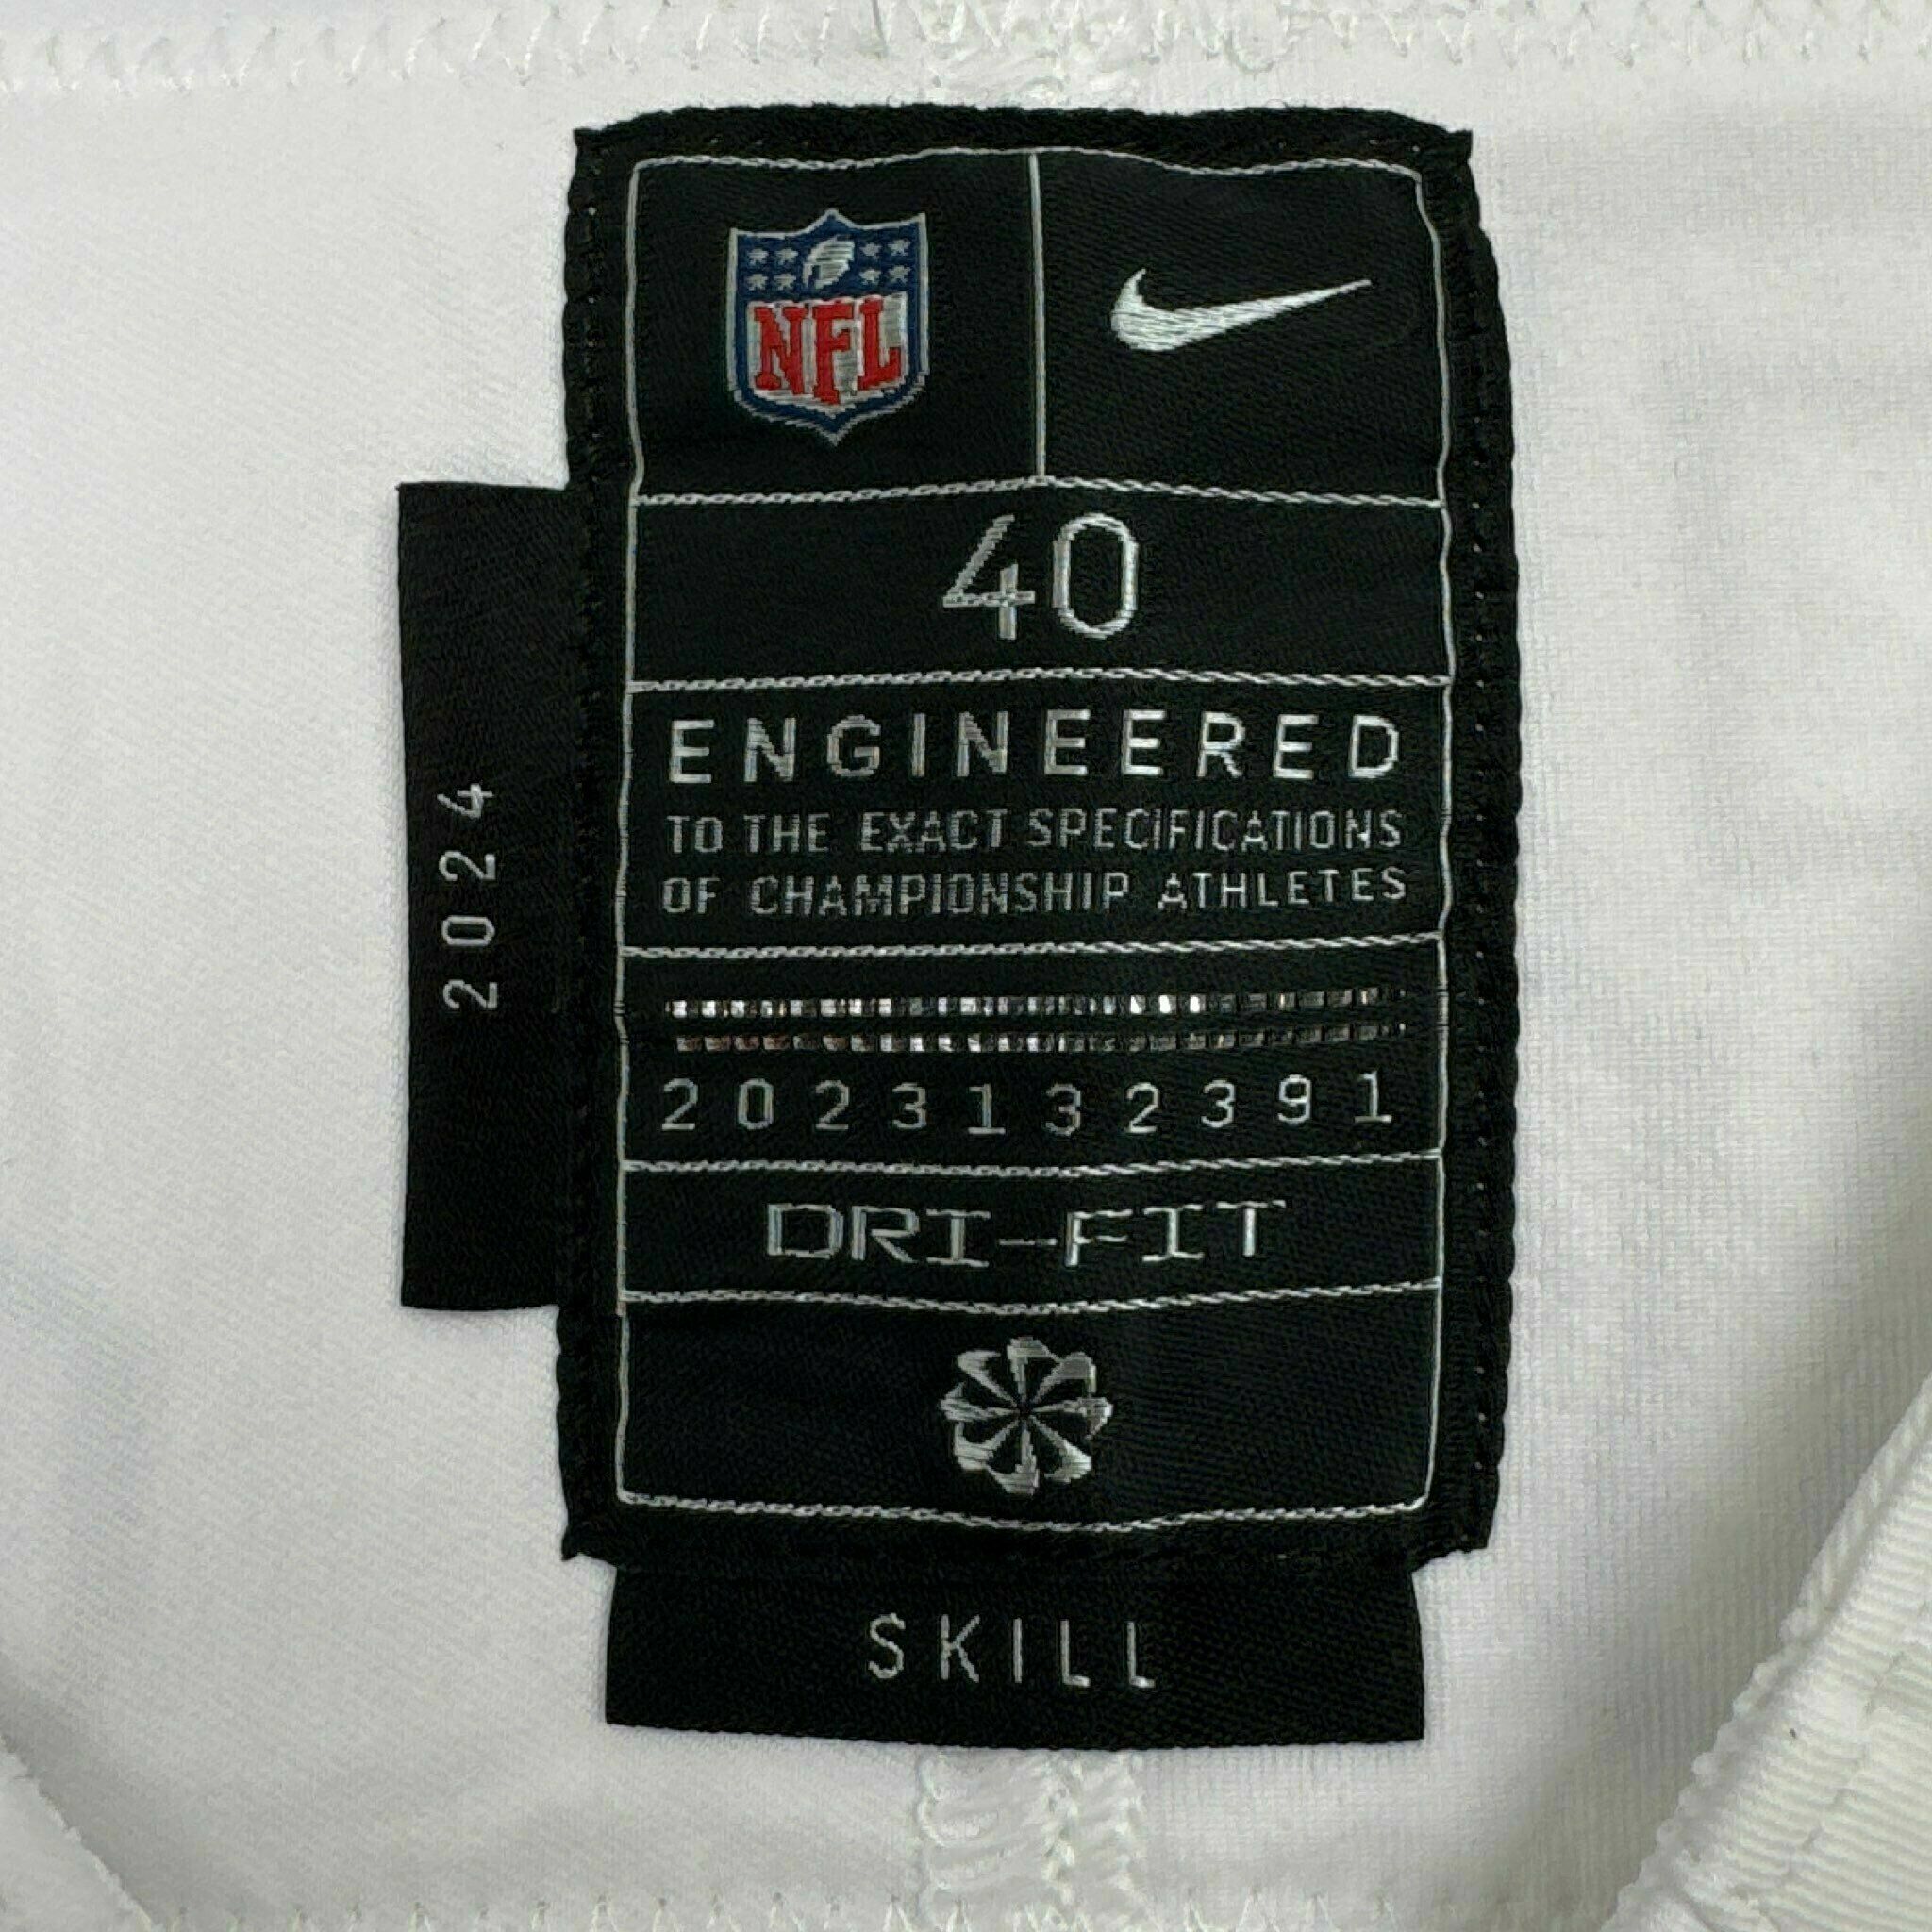 NFL
40
ENGINEERED
TO THE EXACT SPECIFICATIONS
OF CHAMPIONSHIP ATHLETES
2024
2023132391
DRI-FIT
SKILL